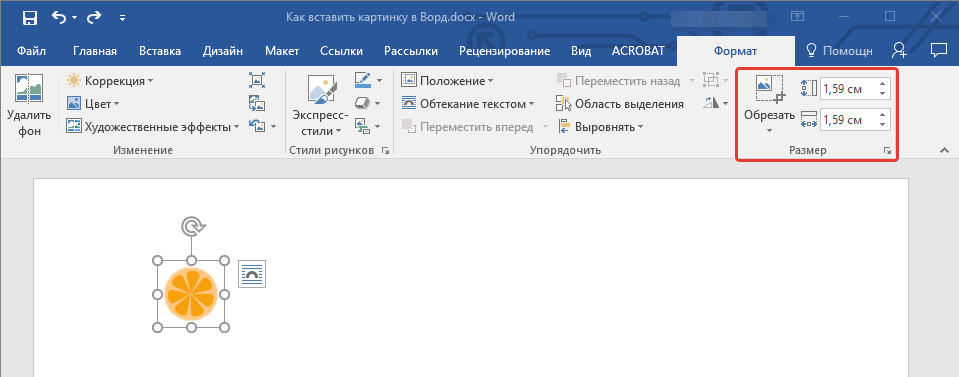 Как вставить картинку в Ворд.docx - Word
Файл Главная Вставка Дизайн Макет Ссылки Рассылки Рецензирование Вид ACROBAT Формат Помощн
Удалить фон
Коррекция
Цвет
Художественные эффекты
Изменение
Экспресс-стили
Стили рисунков
Положение
Обтекание текстом
Переместить вперед
Переместить назад
Область выделения
Выровнять
Упорядочить
Обрезать
1,59 см
1,59 см
Размер